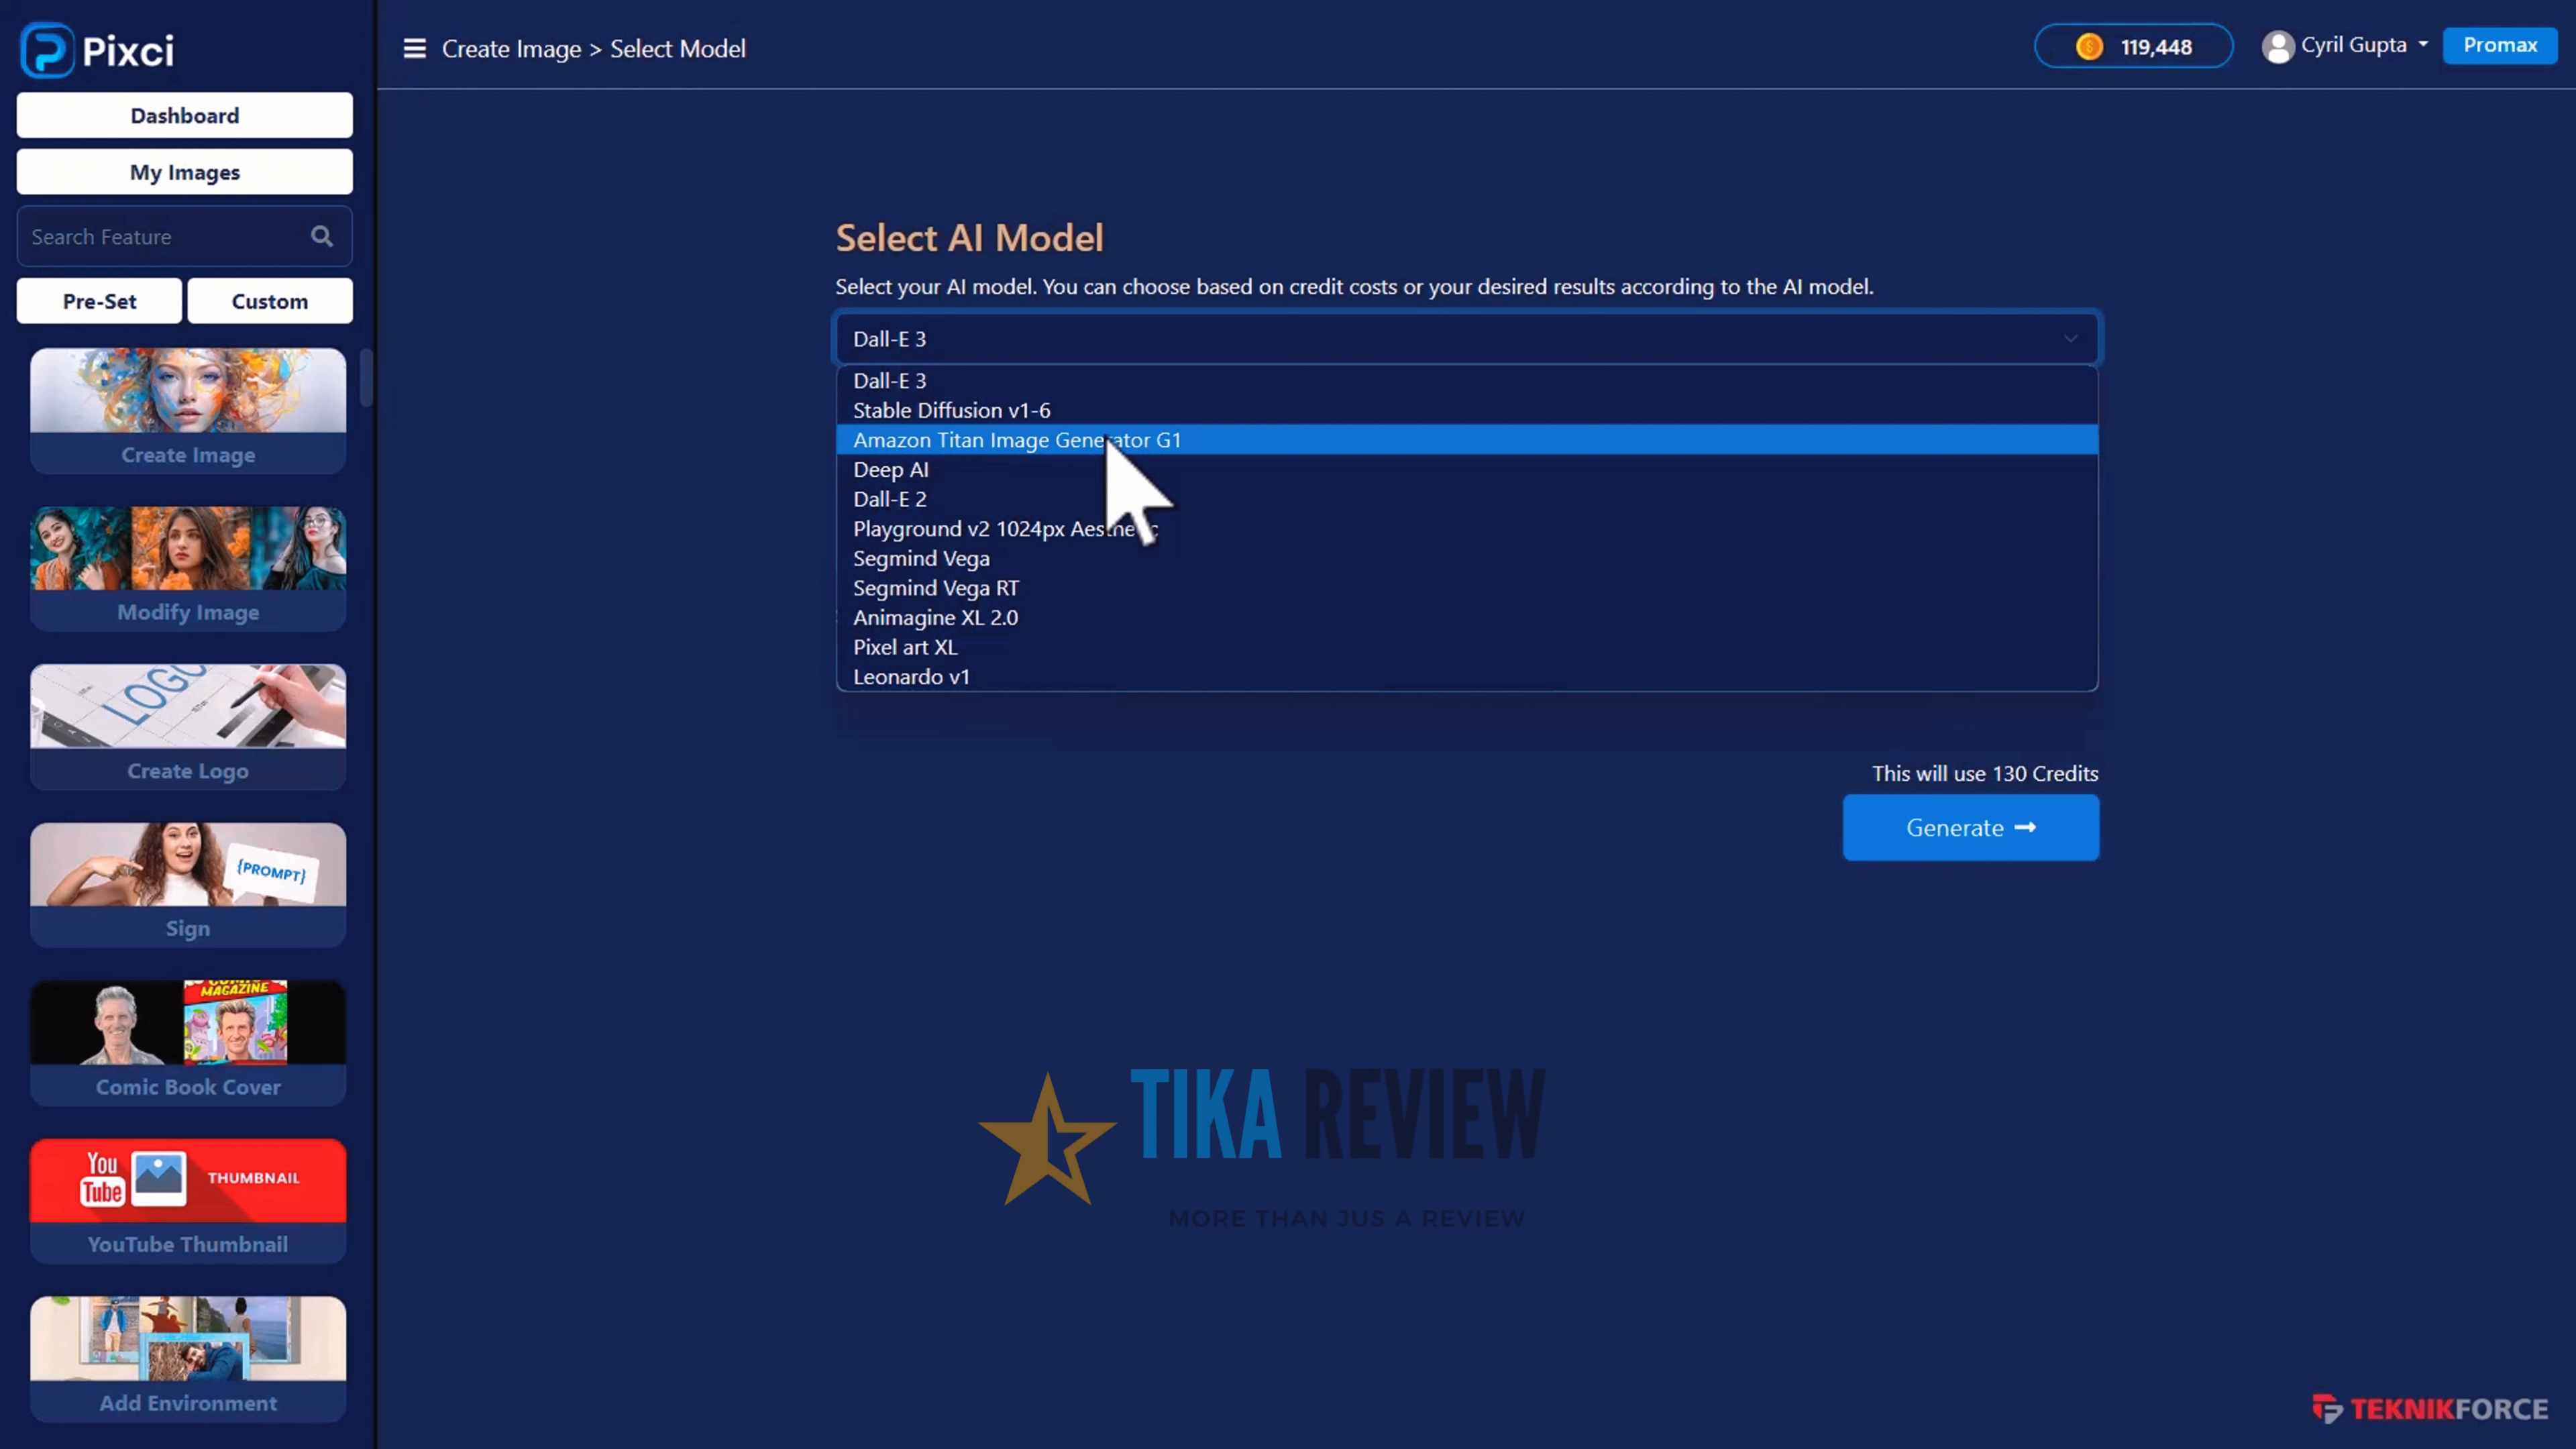 Pixci
Create Image > Select Model
119,448
Cyril Gupta
Promax
Dashboard
My Images
Search Feature
Pre-Set
Custom
Create Image
Modify Image
LOGO
Create Logo
{PROMPT}
Sign
MAGAZINE
Comic Book Cover
You
Tube
THUMBNAIL
YouTube Thumbnail
Add Environment
Select AI Model
Select your AI model. You can choose based on credit costs or your desired results according to the AI model.
Dall-E 3
Dall-E 3
Stable Diffusion v1-6
Amazon Titan Image Generator G1
Deep AI
Dall-E 2
Playground v2 1024px Aesthetic
Segmind Vega
Segmind Vega RT
Animagine XL 2.0
Pixel art XL
Leonardo v1
This will use 130 Credits
Generate
TIKA REVIEW
MORE THAN JUS A REVIEW
TEKNIKFORCE